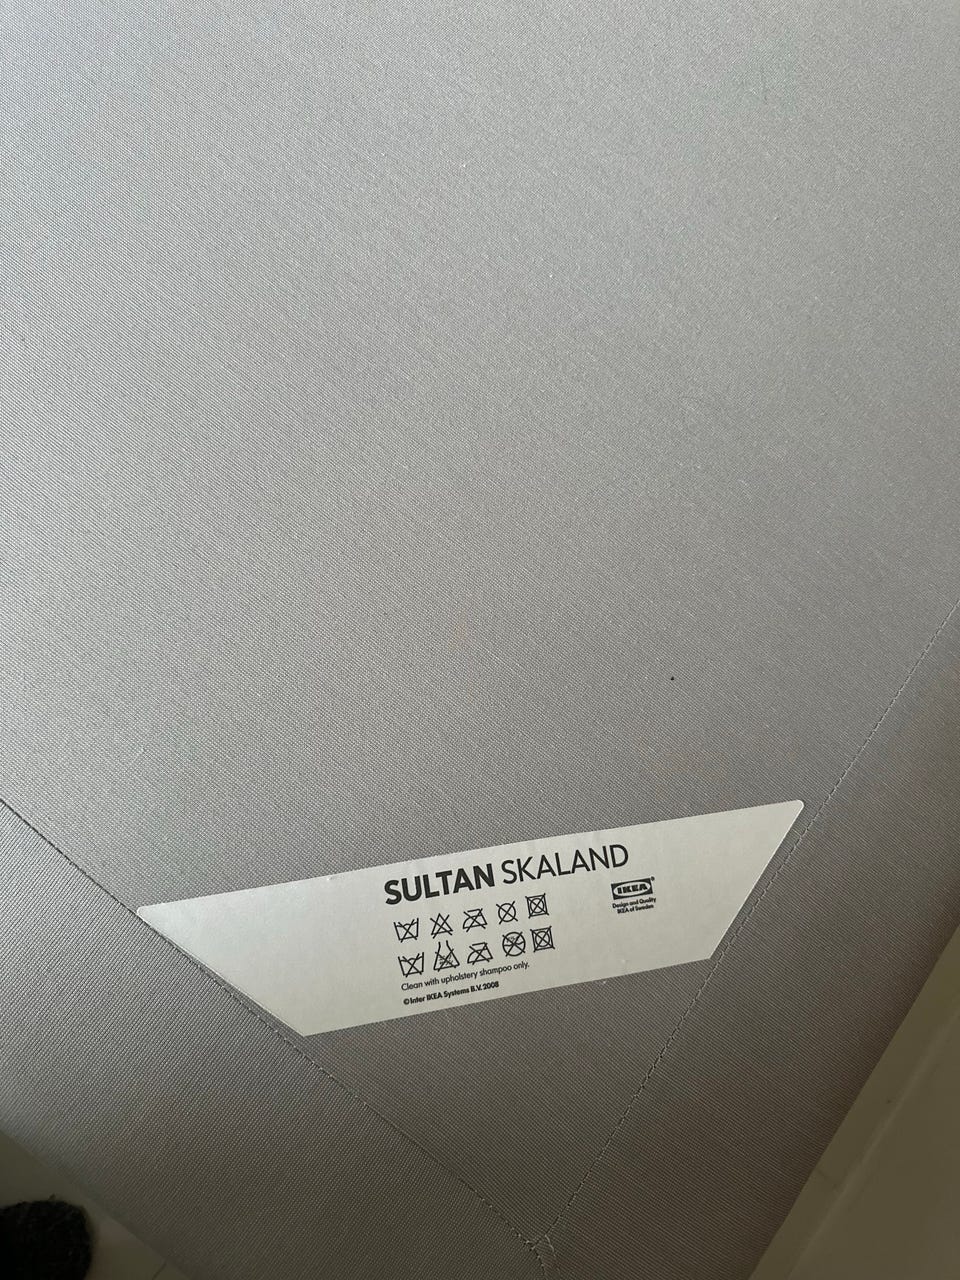 SULTAN SKALAND
IKEA®
Design and Quality
IKEA of Sweden
Clean with upholstery shampoo only.
©Inter IKEA Systems B.V. 2008